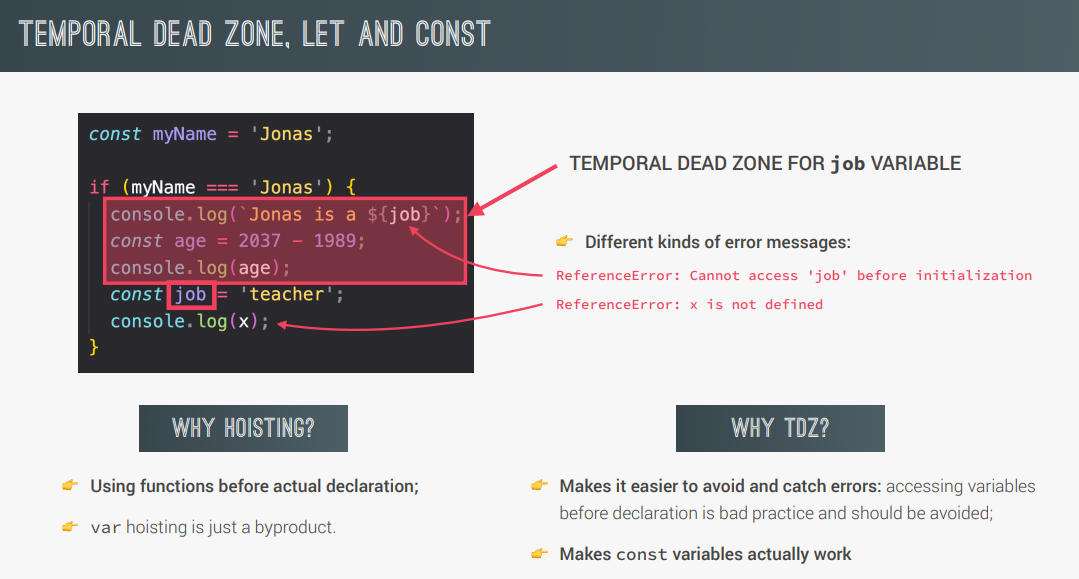 TEMPORAL DEAD ZONE, LET AND CONST
const myName = 'Jonas';
if (myName === 'Jonas') {
console.log(`Jonas is a ${job}`);
const age = 2037 - 1989;
console.log(age);
const job = 'teacher';
console.log(x);
}
TEMPORAL DEAD ZONE FOR job VARIABLE
👉 Different kinds of error messages:
ReferenceError: Cannot access 'job' before initialization
ReferenceError: x is not defined
WHY HOISTING?
👉 Using functions before actual declaration;
👉 var hoisting is just a byproduct.
WHY TDZ?
👉 Makes it easier to avoid and catch errors: accessing variables
before declaration is bad practice and should be avoided;
👉 Makes const variables actually work